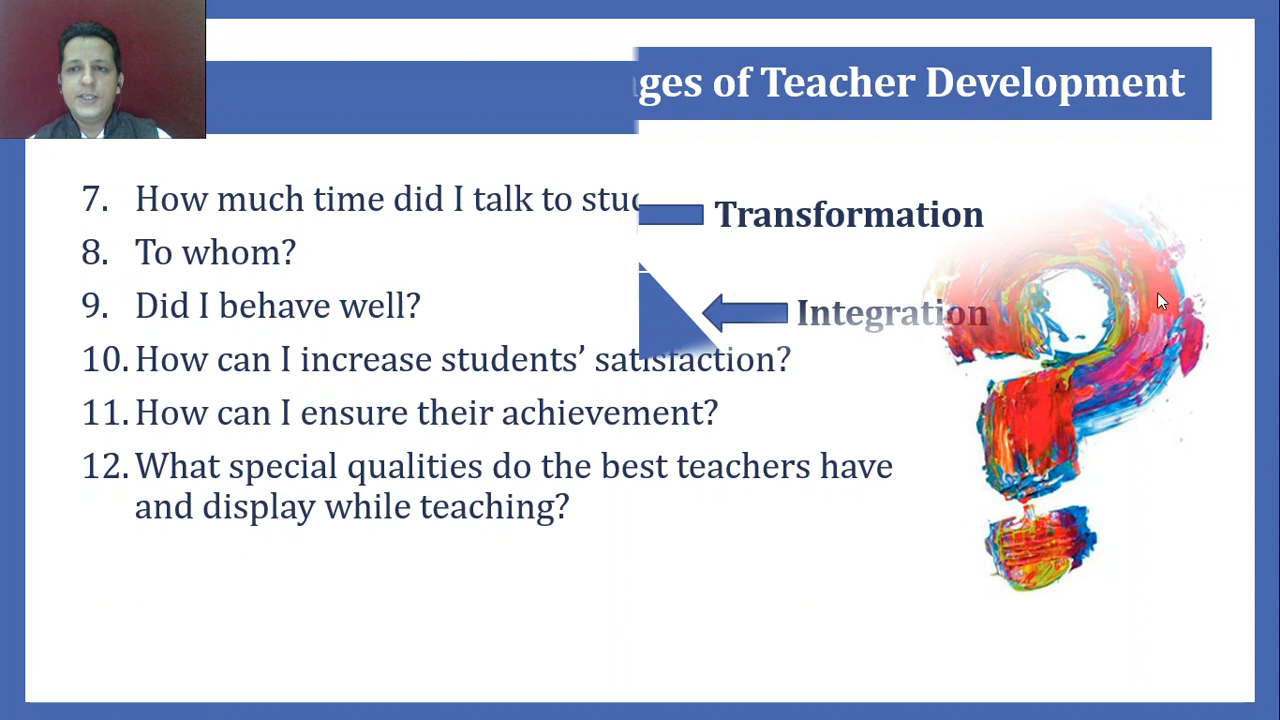 ges of Teacher Development
7. How much time did I talk to
Transformation
8. To whom?
9. Did I behave well?
Integration
10. How can I increase students’ satisfaction?
11. How can I ensure their achievement?
12. What special qualities do the best teachers have
and display while teaching?